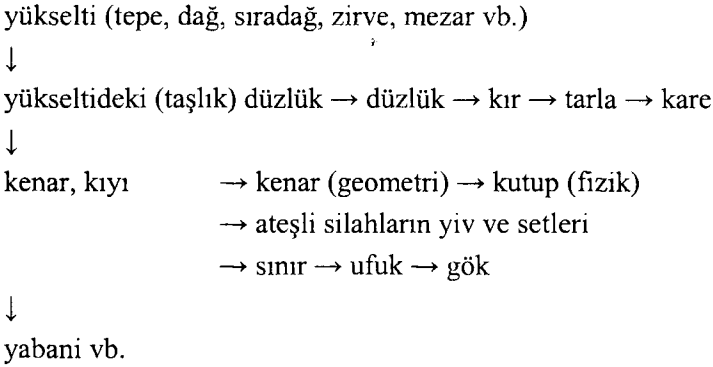 yükselti (tepe, dağ, sıradağ, zirve, mezar vb.)
↓
yükseltideki (taşlık) düzlük → düzlük → kır → tarla → kare
↓
kenar, kıyı → kenar (geometri) → kutup (fizik)
→ ateşli silahların yiv ve setleri
→ sınır → ufuk → gök
↓
yabani vb.